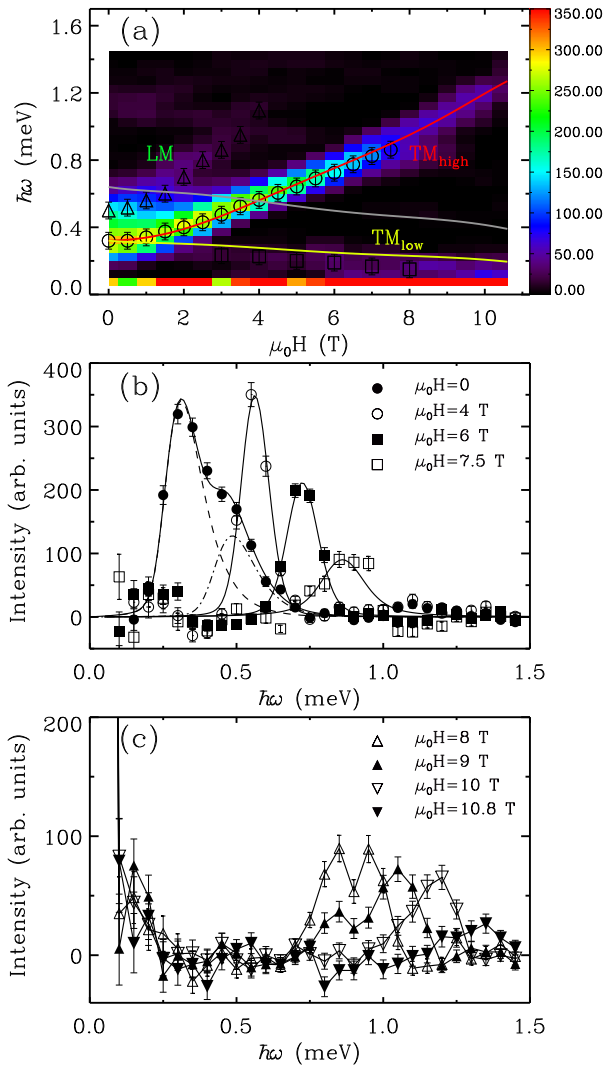 (a)
LM
TM_high
TM_low
ħω (meV)
1.6
1.2
0.8
0.4
0.0
0 2 4 6 8 10
μ₀H (T)
350.00
300.00
250.00
200.00
150.00
100.00
50.00
0.00
(b)
μ₀H=0
μ₀H=4 T
μ₀H=6 T
μ₀H=7.5 T
Intensity (arb. units)
400
300
200
100
0
0.0 0.5 1.0 1.5
ħω (meV)
(c)
μ₀H=8 T
μ₀H=9 T
μ₀H=10 T
μ₀H=10.8 T
Intensity (arb. units)
200
100
0
0.0 0.5 1.0 1.5
ħω (meV)